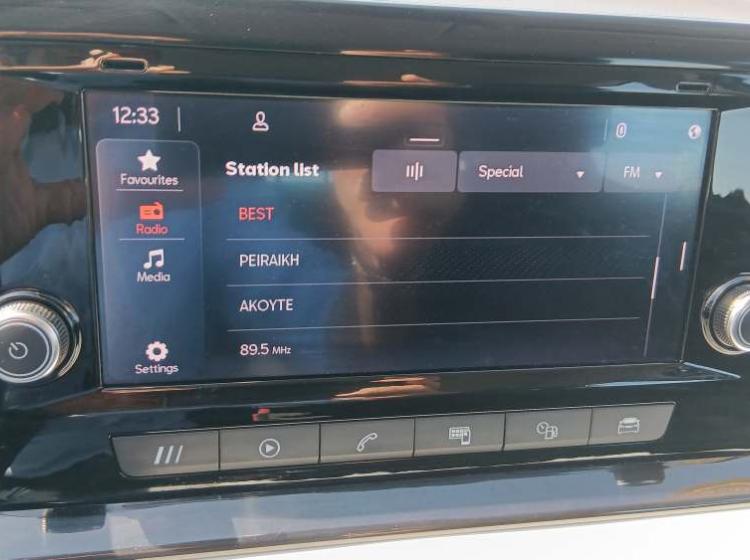 12:33
Favourites
Station list
Special
FM
Radio
BEST
Media
PEIRAIKH
AKOYTE
Settings
89.5 MHz